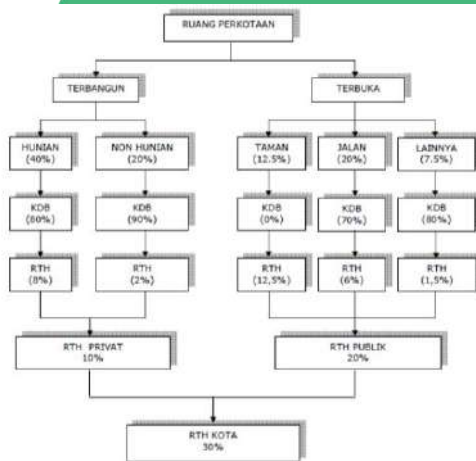 RUANG PERKOTAAN
TERBANGUN
TERBUKA
HUNIAN
(40%)
NON HUNIAN
(20%)
TAMAN
(12.5%)
JALAN
(20%)
LAINNYA
(7.5%)
KDB
(80%)
KDB
(90%)
KDB
(0%)
KDB
(70%)
KDB
(80%)
RTH
(8%)
RTH
(2%)
RTH
(12,5%)
RTH
(6%)
RTH
(1,5%)
RTH PRIVAT
10%
RTH PUBLIK
20%
RTH KOTA
30%